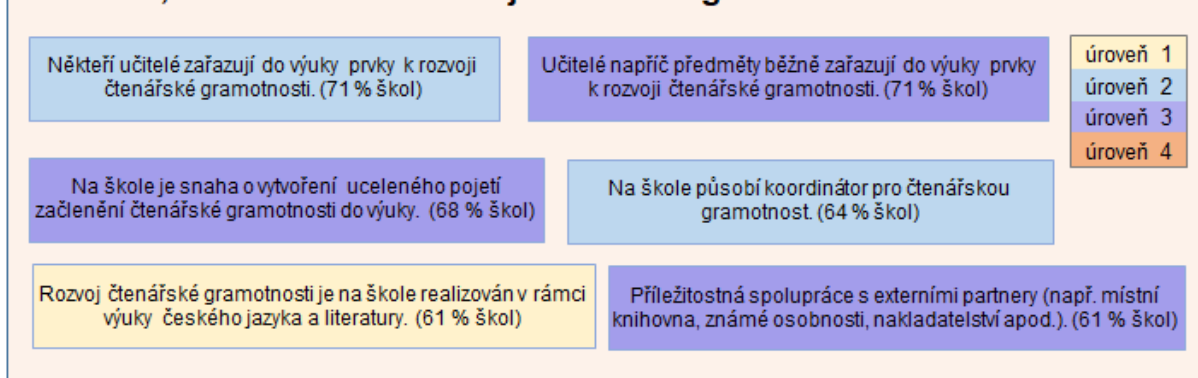 Někteří učitelé zařazují do výuky prvky k rozvoji
čtenářské gramotnosti. (71 % škol)
Učitelé napříč předměty běžně zařazují do výuky prvky
k rozvoji čtenářské gramotnosti. (71 % škol)
úroveň 1
úroveň 2
úroveň 3
úroveň 4
Na škole je snaha o vytvoření uceleného pojetí
začlenění čtenářské gramotnosti do výuky. (68 % škol)
Na škole působí koordinátor pro čtenářskou
gramotnost. (64 % škol)
Rozvoj čtenářské gramotnosti je na škole realizován v rámci
výuky českého jazyka a literatury. (61 % škol)
Příležitostná spolupráce s externími partnery (např. místní
knihovna, známé osobnosti, nakladatelství apod.). (61 % škol)